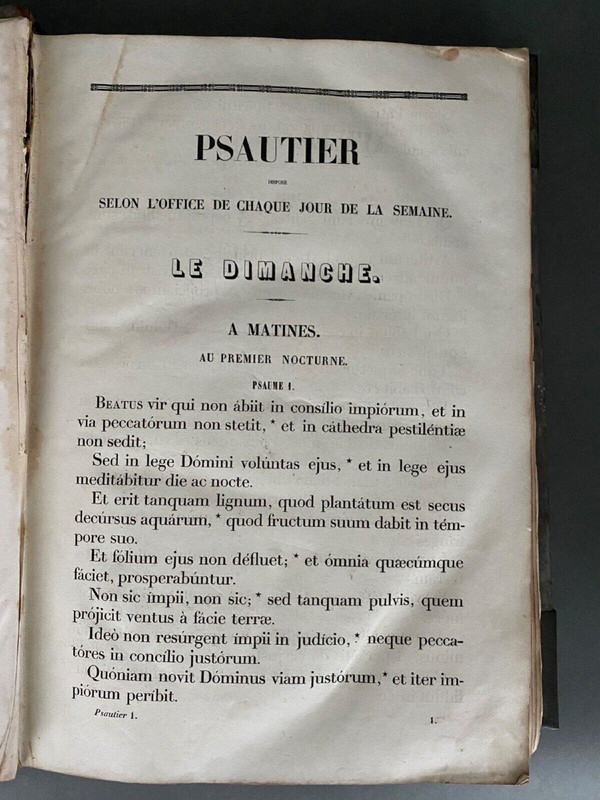 PSAUTIER
DISPOSÉ
SELON L'OFFICE DE CHAQUE JOUR DE LA SEMAINE.
LE DIMANCHE.
A MATINES.
AU PREMIER NOCTURNE.
PSAUME 1.
BEATUS vir qui non ábiit in consílio impiórum, et in
via peccatórum non stetit, * et in cáthedra pestiléntiæ
non sedit;
Sed in lege Dómini volúntas ejus, * et in lege ejus
meditábitur die ac nocte.
Et erit tanquam lignum, quod plantátum est secus
decúrsus aquárum, * quod fructum suum dabit in tém-
pore suo.
Et fólium ejus non défluet; * et ómnia quæcúmque
fáciet, prosperabúntur.
Non sic ímpii, non sic; * sed tanquam pulvis, quem
prójicit ventus à fácie terræ.
Ideò non resúrgent ímpii in judício, * neque pecca-
tóres in concílio justórum.
Quóniam novit Dóminus viam justórum, * et iter im-
piórum períbit.
Psautier 1.
1.